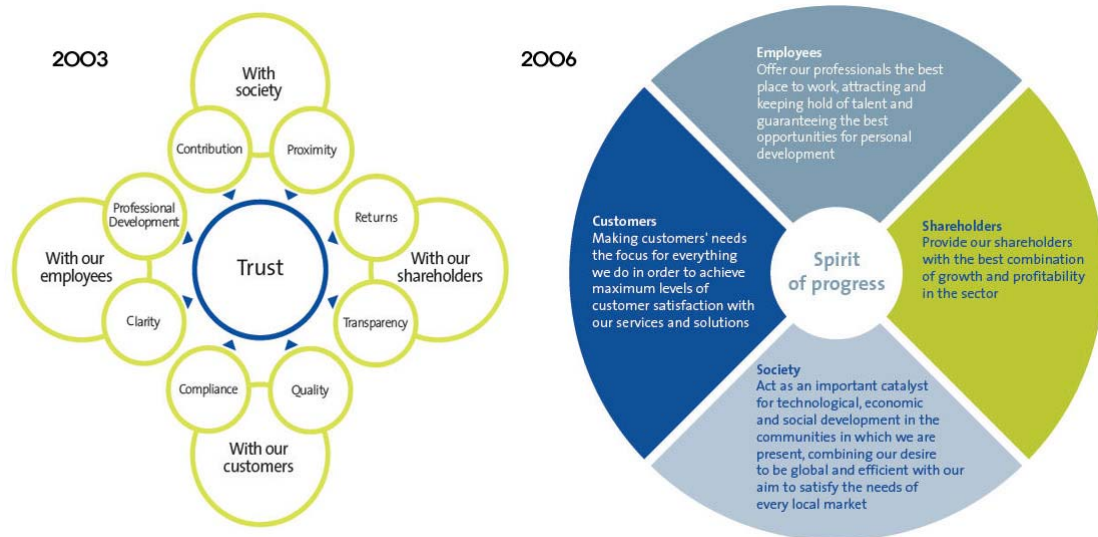 2003
With
society
Contribution
Proximity
Professional
Development
Returns
With our
employees
Trust
With our
shareholders
Clarity
Transparency
Compliance
Quality
With our
customers
2006
Employees
Offer our professionals the best
place to work, attracting and
keeping hold of talent and
guaranteeing the best
opportunities for personal
development
Customers
Making customers' needs
the focus for everything
we do in order to achieve
maximum levels of
customer satisfaction with
our services and solutions
Spirit
of progress
Shareholders
Provide our shareholders
with the best combination
of growth and profitability
in the sector
Society
Act as an important catalyst
for technological, economic
and social development in the
communities in which we are
present, combining our desire
to be global and efficient with our
aim to satisfy the needs of
every local market